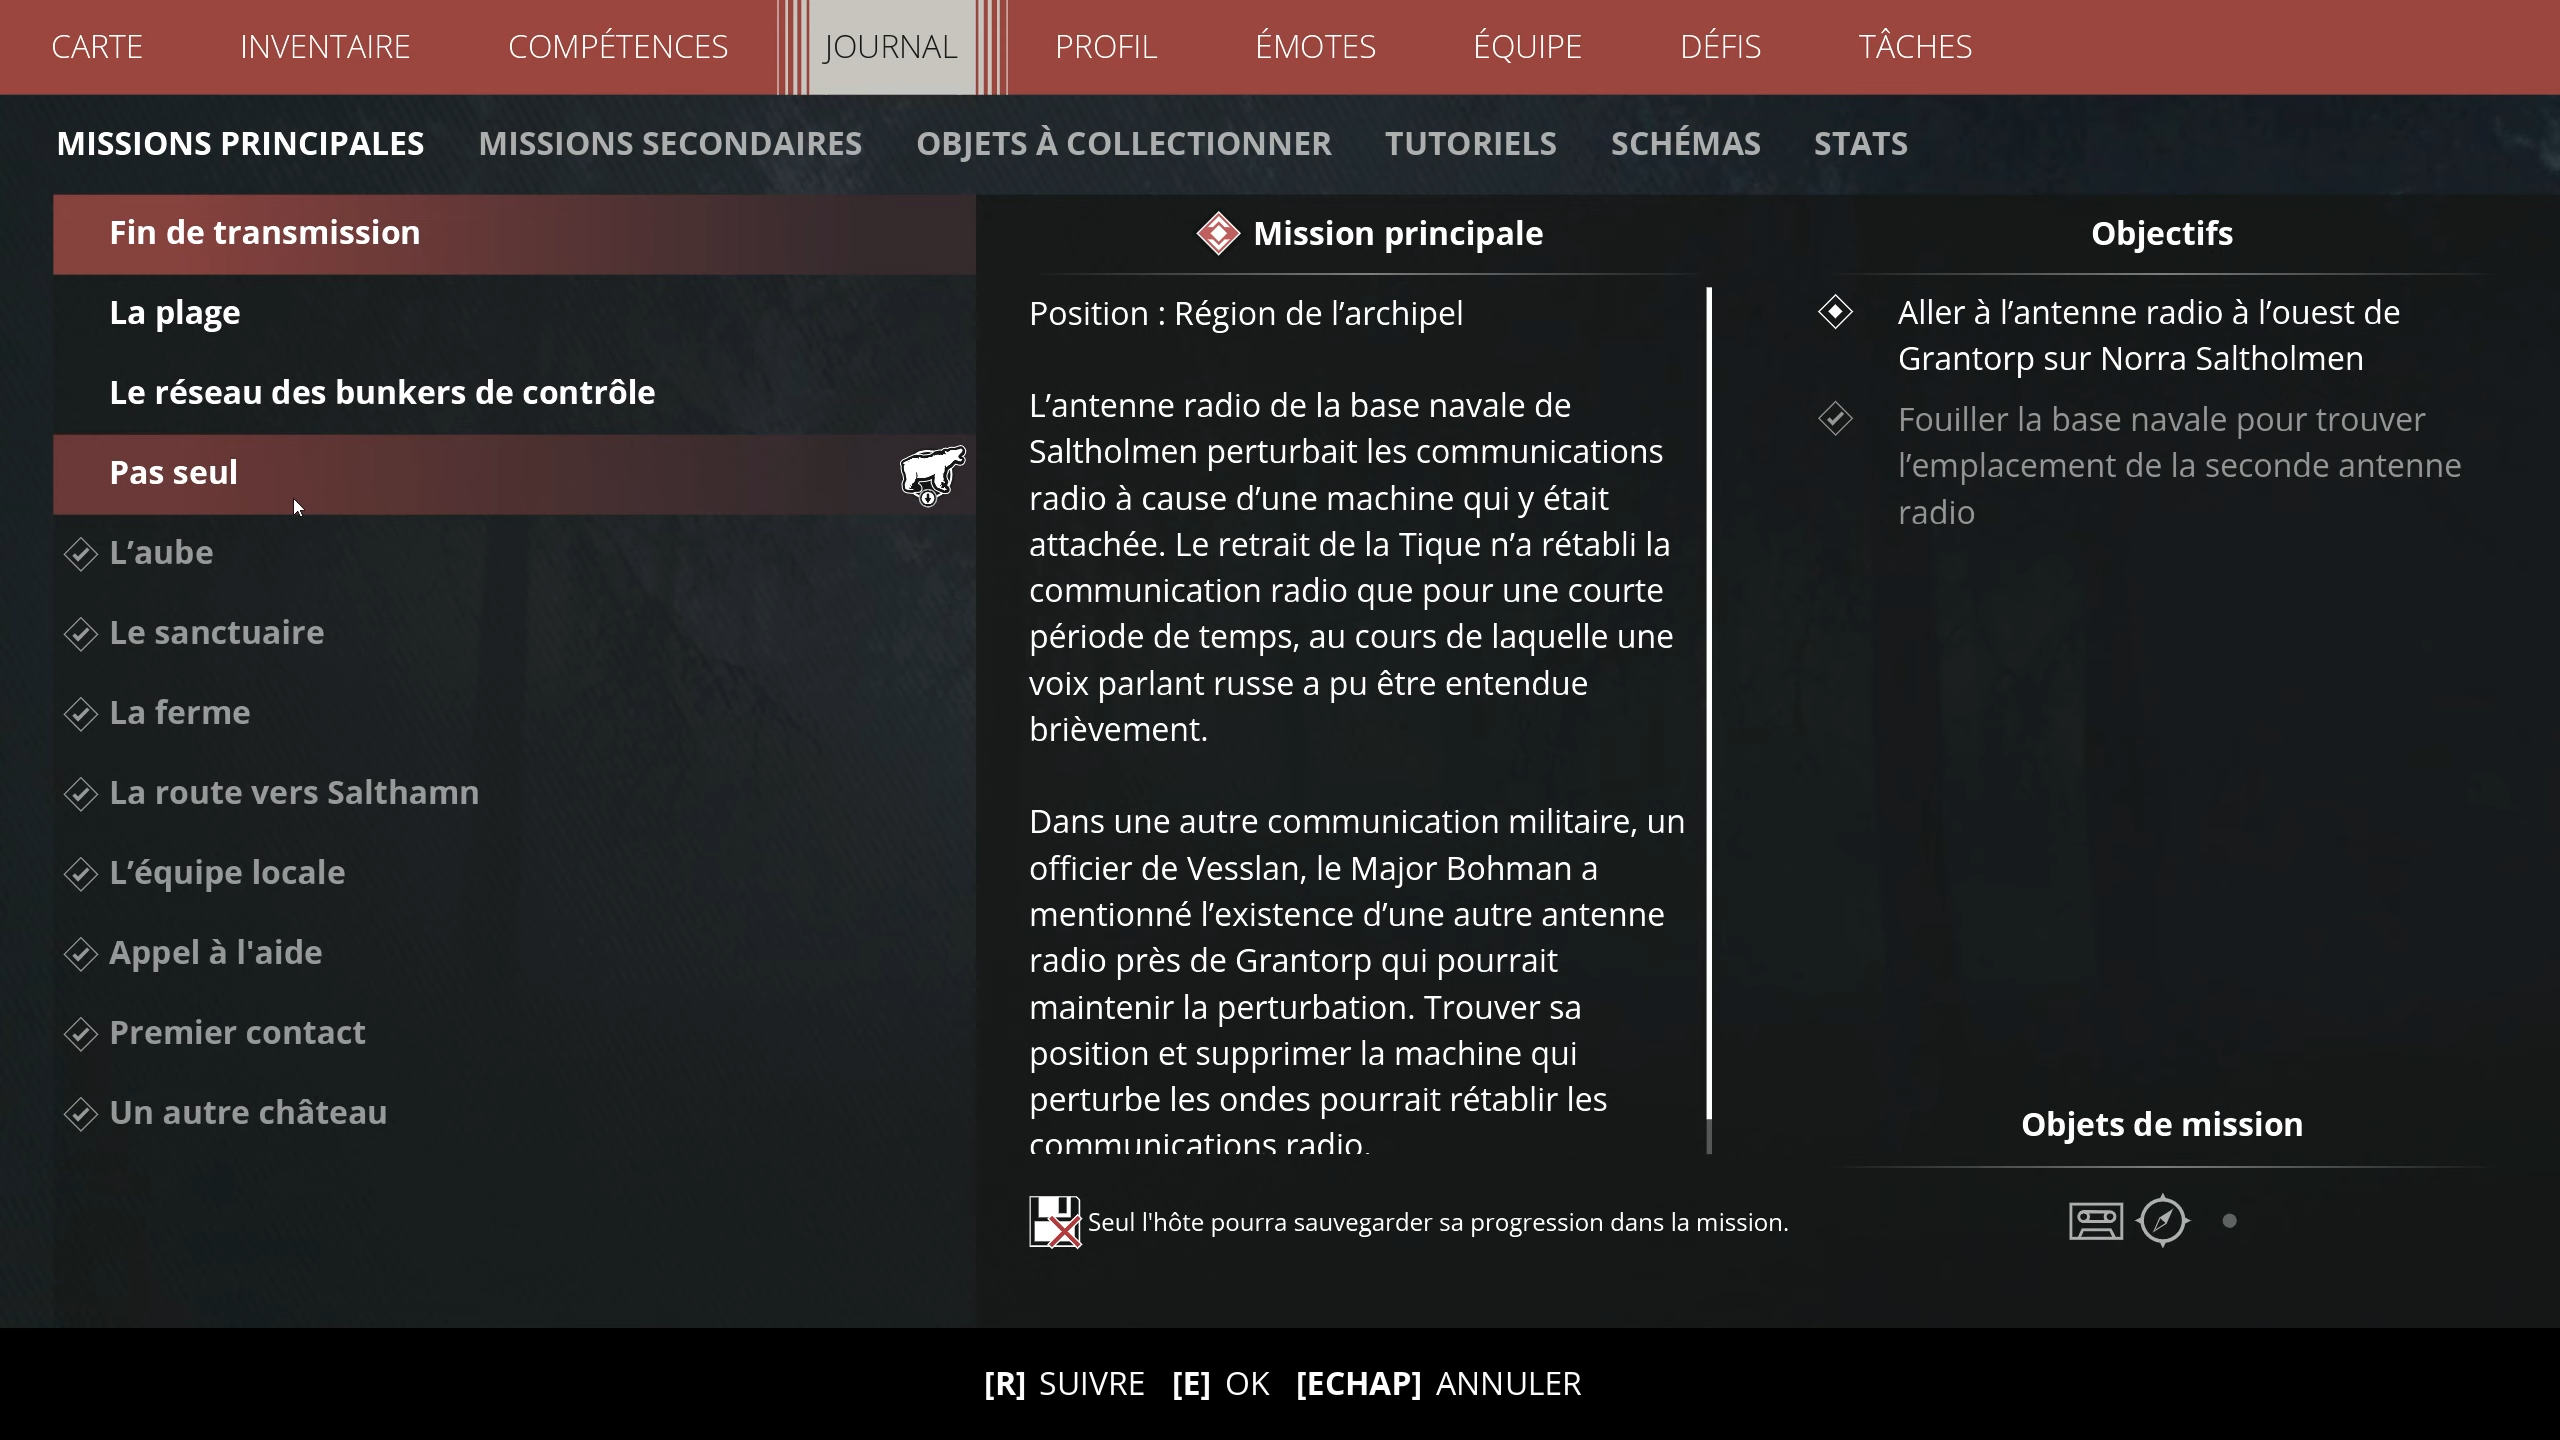 CARTE INVENTAIRE COMPÉTENCES JOURNAL PROFIL ÉMOTES ÉQUIPE DÉFIS TÂCHES
MISSIONS PRINCIPALES MISSIONS SECONDAIRES OBJETS À COLLECTIONNER TUTORIELS SCHÉMAS STATS
Fin de transmission
La plage
Le réseau des bunkers de contrôle
Pas seul
L’aube
Le sanctuaire
La ferme
La route vers Salthamn
L’équipe locale
Appel à l'aide
Premier contact
Un autre château
Mission principale
Position : Région de l’archipel
L’antenne radio de la base navale de
Saltholmen perturbait les communications
radio à cause d’une machine qui y était
attachée. Le retrait de la Tique n’a rétabli la
communication radio que pour une courte
période de temps, au cours de laquelle une
voix parlant russe a pu être entendue
brièvement.
Dans une autre communication militaire, un
officier de Vesslan, le Major Bohman a
mentionné l’existence d’une autre antenne
radio près de Grantorp qui pourrait
maintenir la perturbation. Trouver sa
position et supprimer la machine qui
perturbe les ondes pourrait rétablir les
communications radio.
Seul l'hôte pourra sauvegarder sa progression dans la mission.
Objectifs
Aller à l’antenne radio à l’ouest de
Grantorp sur Norra Saltholmen
Fouiller la base navale pour trouver
l’emplacement de la seconde antenne
radio
Objets de mission
[R] SUIVRE [E] OK [ECHAP] ANNULER